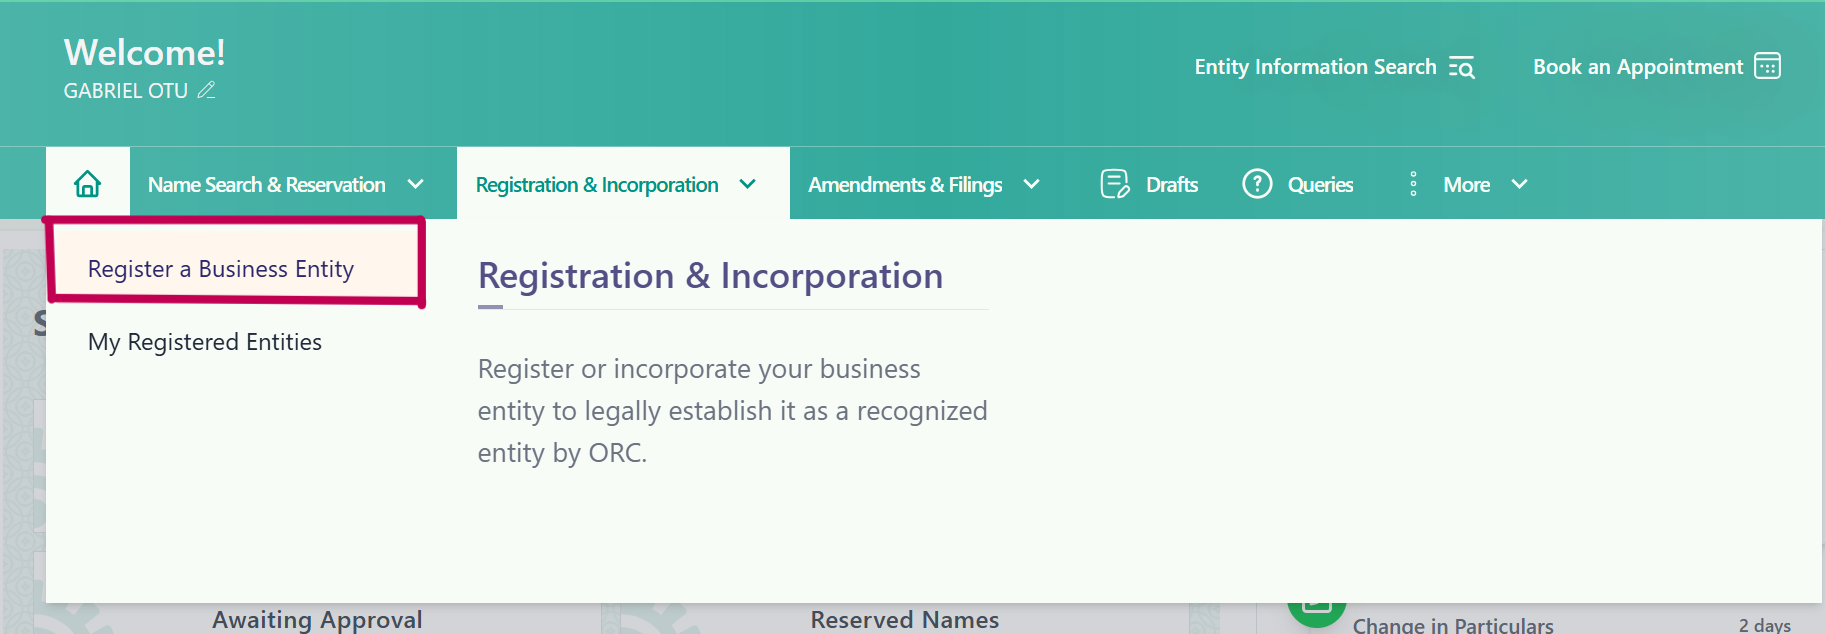 Welcome!
GABRIEL OTU
Entity Information Search
Book an Appointment
Name Search & Reservation
Registration & Incorporation
Amendments & Filings
Drafts
Queries
More
Register a Business Entity
My Registered Entities
Registration & Incorporation
Register or incorporate your business
entity to legally establish it as a recognized
entity by ORC.
Awaiting Approval
Reserved Names
Change in Particulars
2 days